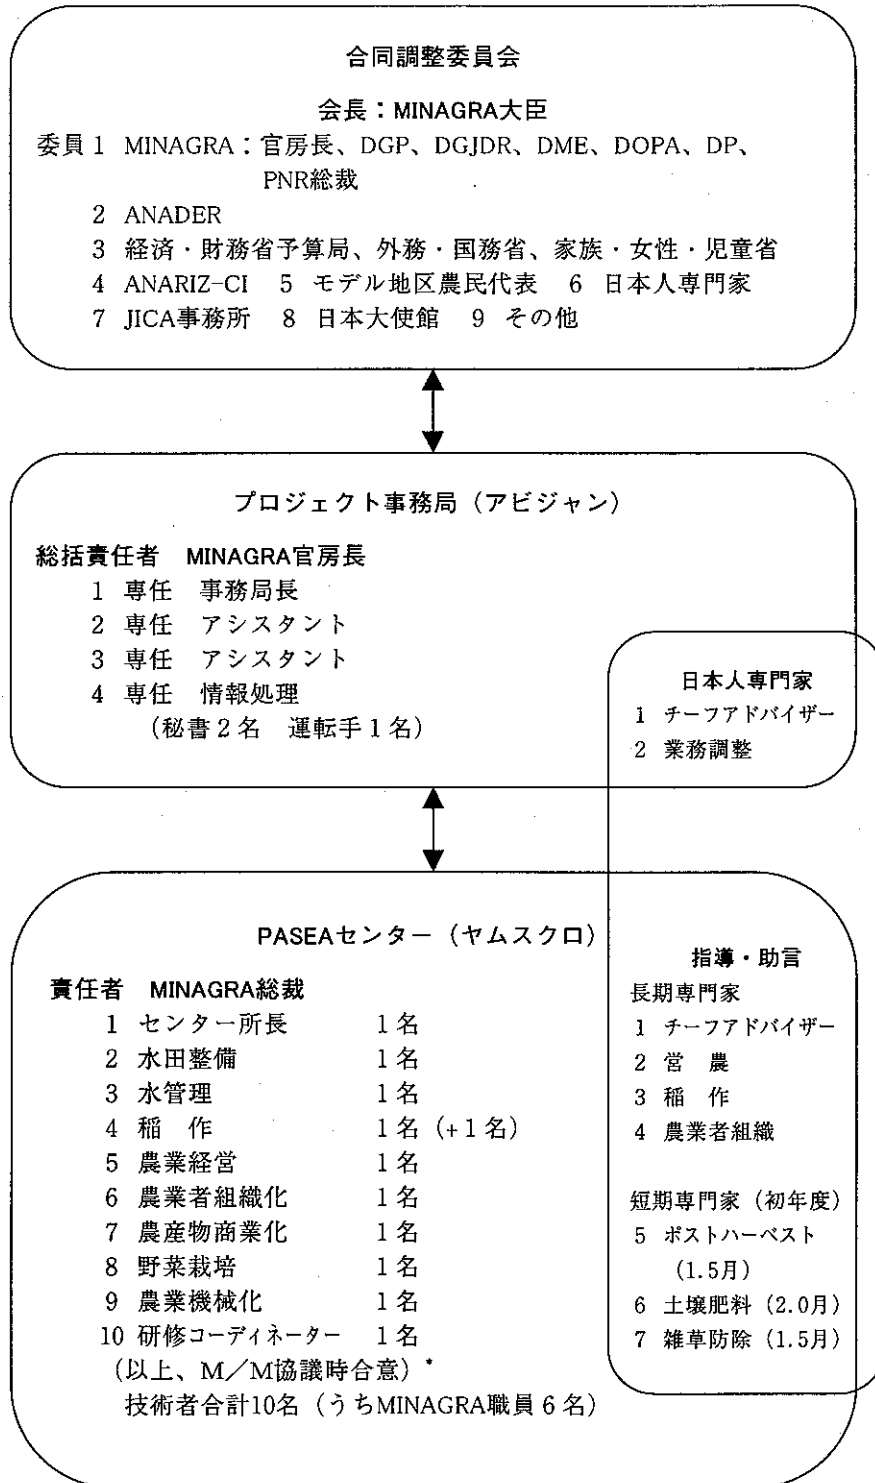 合同調整委員会
会長：MINAGRA大臣
委員 1 MINAGRA：官房長、DGP、DGJDR、DME、DOPA、DP、
PNR総裁
2 ANADER
3 経済・財務省予算局、外務・国務省、家族・女性・児童省
4 ANARIZ-CI 5 モデル地区農民代表 6 日本人専門家
7 JICA事務所 8 日本大使館 9 その他
プロジェクト事務局（アビジャン）
総括責任者 MINAGRA官房長
1 専任 事務局長
2 専任 アシスタント
3 専任 アシスタント
4 専任 情報処理
（秘書２名 運転手１名）
日本人専門家
1 チーフアドバイザー
2 業務調整
PASEAセンター（ヤムスクロ）
責任者 MINAGRA総裁
1 センター所長 1名
2 水田整備 1名
3 水管理 1名
4 稲 作 1名（+１名）
5 農業経営 1名
6 農業者組織化 1名
7 農産物商業化 1名
8 野菜栽培 1名
9 農業機械化 1名
10 研修コーディネーター 1名
（以上、M／M協議時合意）*
技術者合計10名（うちMINAGRA職員６名）
指導・助言
長期専門家
1 チーフアドバイザー
2 営 農
3 稲 作
4 農業者組織
短期専門家（初年度）
5 ポストハーベスト
（1.5月）
6 土壌肥料（2.0月）
7 雑草防除（1.5月）